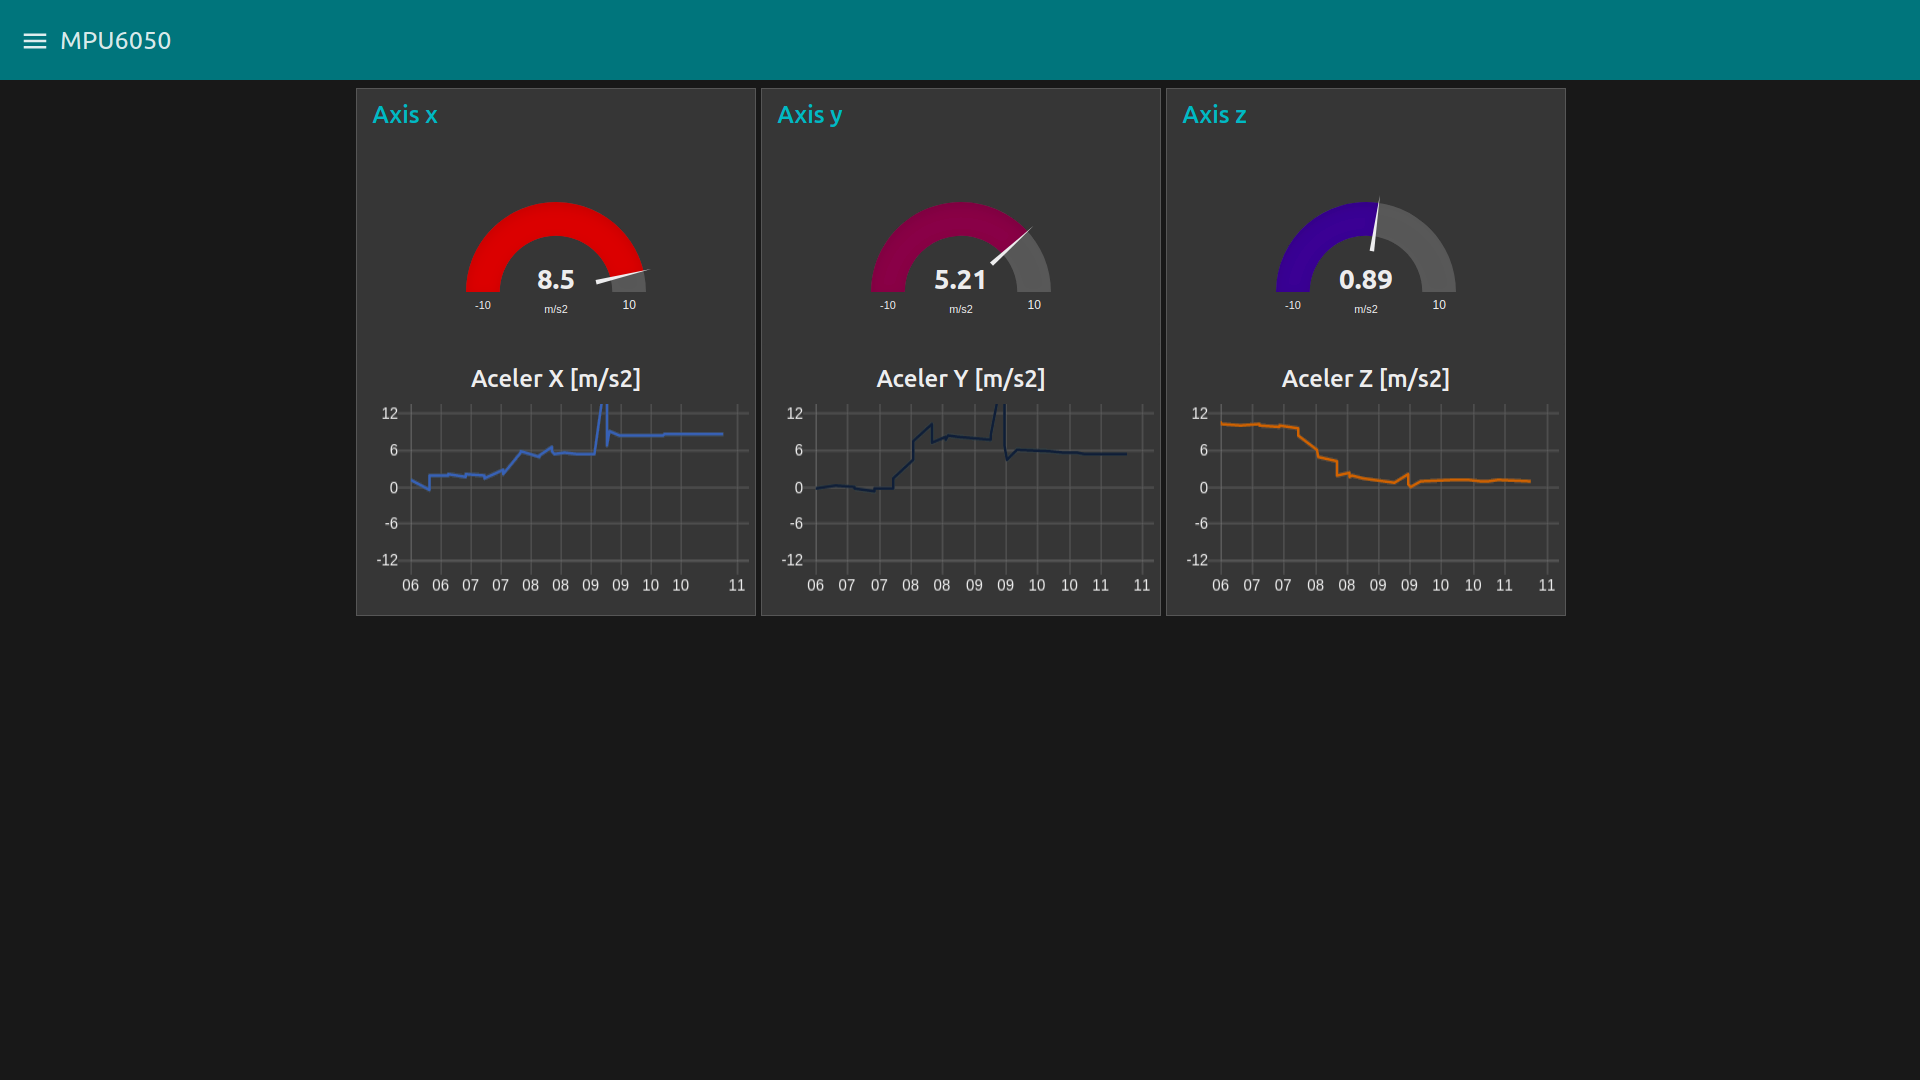 MPU6050
Axis x
8.5
-10
10
m/s2
Aceler X [m/s2]
12
6
0
-6
-12
06 06 07 07 08 08 09 09 10 10 11
Axis y
5.21
-10
10
m/s2
Aceler Y [m/s2]
12
6
0
-6
-12
06 07 07 08 08 09 09 10 10 11 11
Axis z
0.89
-10
10
m/s2
Aceler Z [m/s2]
12
6
0
-6
-12
06 07 07 08 08 09 09 10 10 11 11